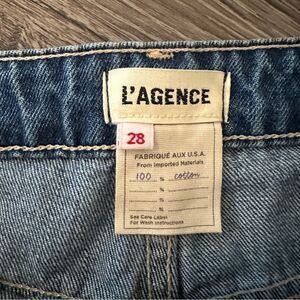 L'AGENCE
28
FABRIQUÉ AUX U.S.A.
From Imported Materials
100 % cotton
%
%
%
See Care Label
For Wash Instructions